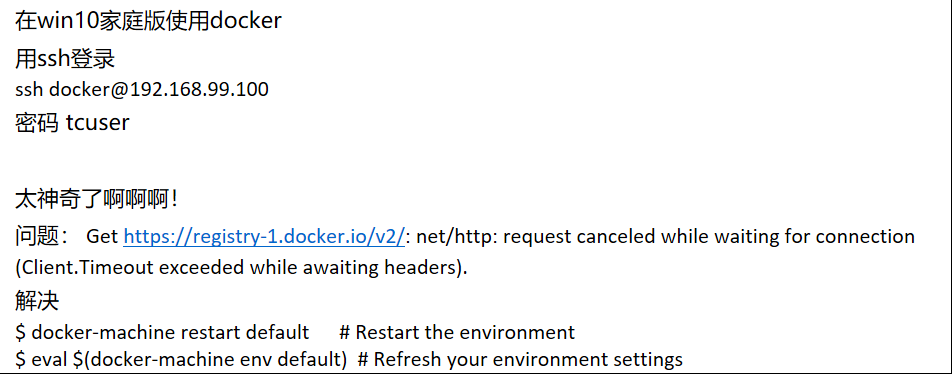 在win10家庭版使用docker
用ssh登录
ssh docker@192.168.99.100
密码 tcuser
太神奇了啊啊啊！
问题： Get https://registry-1.docker.io/v2/: net/http: request canceled while waiting for connection
(Client.Timeout exceeded while awaiting headers).
解决
$ docker-machine restart default      # Restart the environment
$ eval $(docker-machine env default)  # Refresh your environment settings